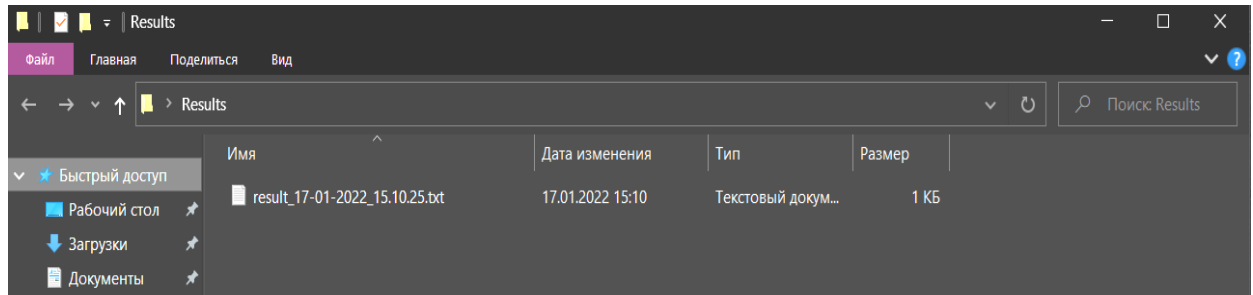 Results
Файл Главная Поделиться Вид
Results
Поиск: Results
Имя Дата изменения Тип Размер
Быстрый доступ
result_17-01-2022_15.10.25.txt 17.01.2022 15:10 Текстовый докум... 1 КБ
Рабочий стол
Загрузки
Документы